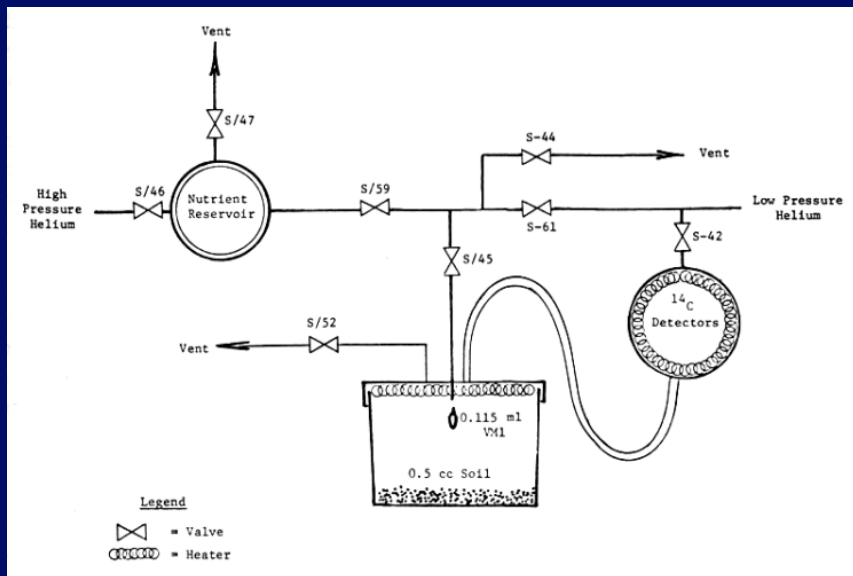 Vent
S/47
S-44
Vent
High
Pressure
Helium
S/46
Nutrient
Reservoir
S/59
S-61
Low Pressure
Helium
S-42
S/45
14C
Detectors
S/52
Vent
0.115 ml
VM1
0.5 cc Soil
Legend
= Valve
= Heater